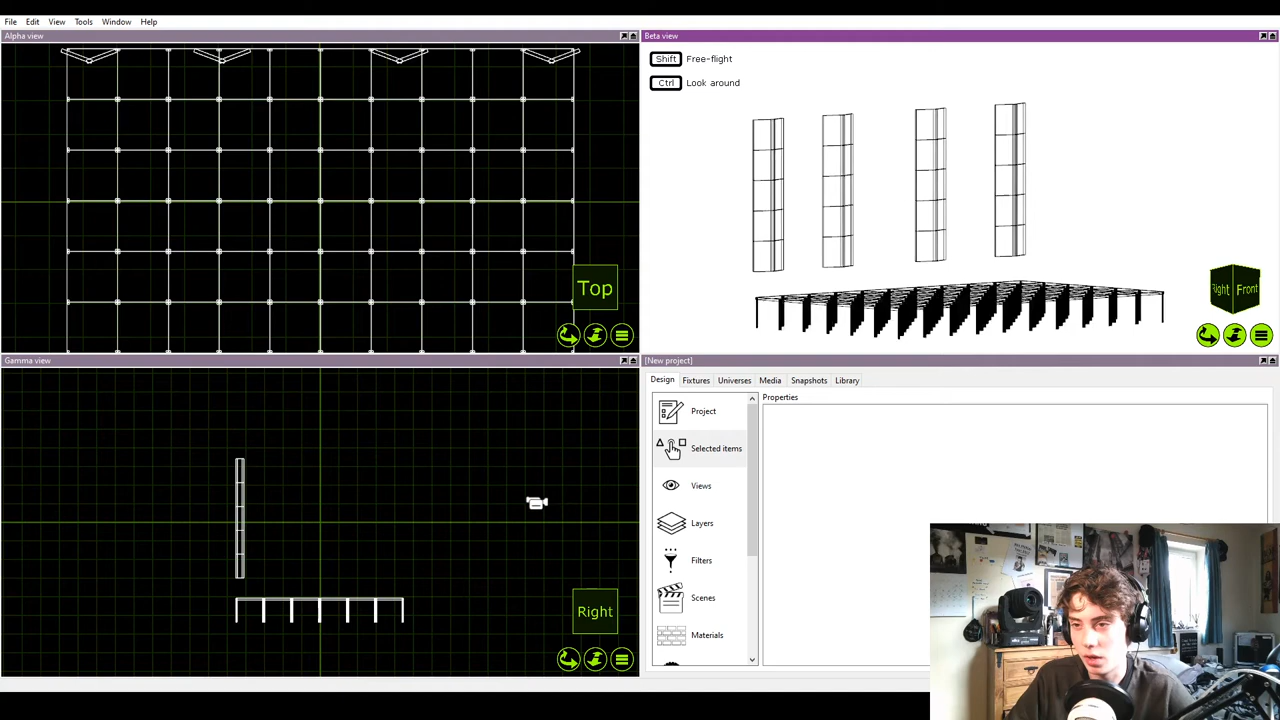 File Edit View Tools Window Help
Alpha view
Beta view
Shift Free-flight
Ctrl Look around
Top
Right Front
Gamma view
[New project]
Design Fixtures Universes Media Snapshots Library
Properties
Project
Selected items
Views
Layers
Filters
Scenes
Materials
Right